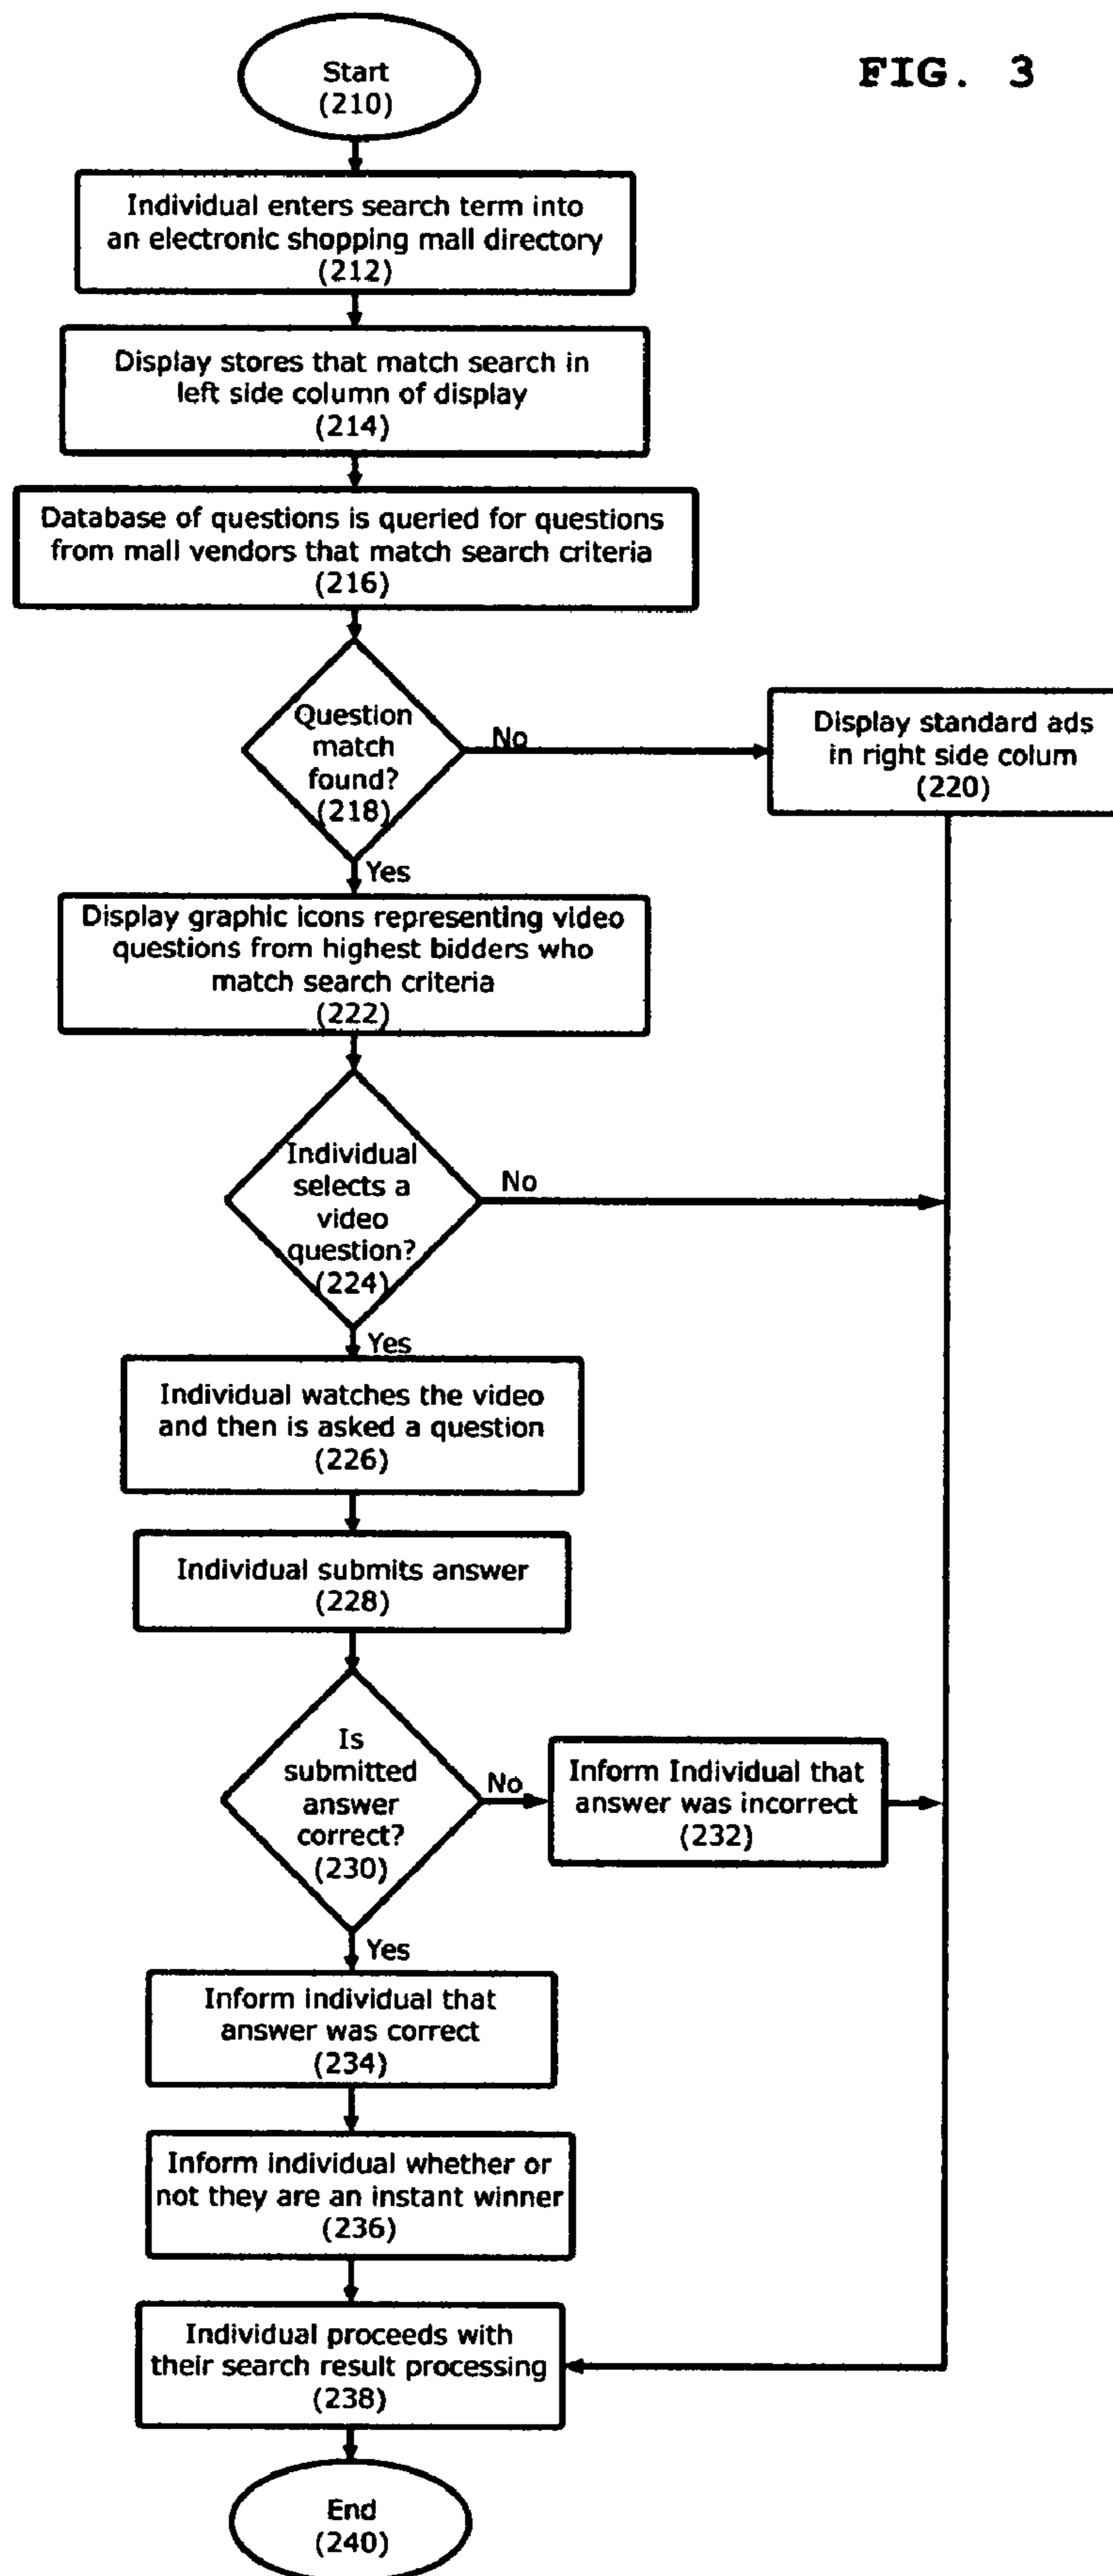 FIG. 3
Start
(210)
Individual enters search term into
an electronic shopping mall directory
(212)
Display stores that match search in
left side column of display
(214)
Database of questions is queried for questions
from mall vendors that match search criteria
(216)
Question
match
found?
(218)
No
Display standard ads
in right side colum
(220)
Yes
Display graphic icons representing video
questions from highest bidders who
match search criteria
(222)
Individual
selects a
video
question?
(224)
No
Yes
Individual watches the video
and then is asked a question
(226)
Individual submits answer
(228)
Is
submitted
answer
correct?
(230)
No
Inform Individual that
answer was incorrect
(232)
Yes
Inform individual that
answer was correct
(234)
Inform individual whether or
not they are an instant winner
(236)
Individual proceeds with
their search result processing
(238)
End
(240)